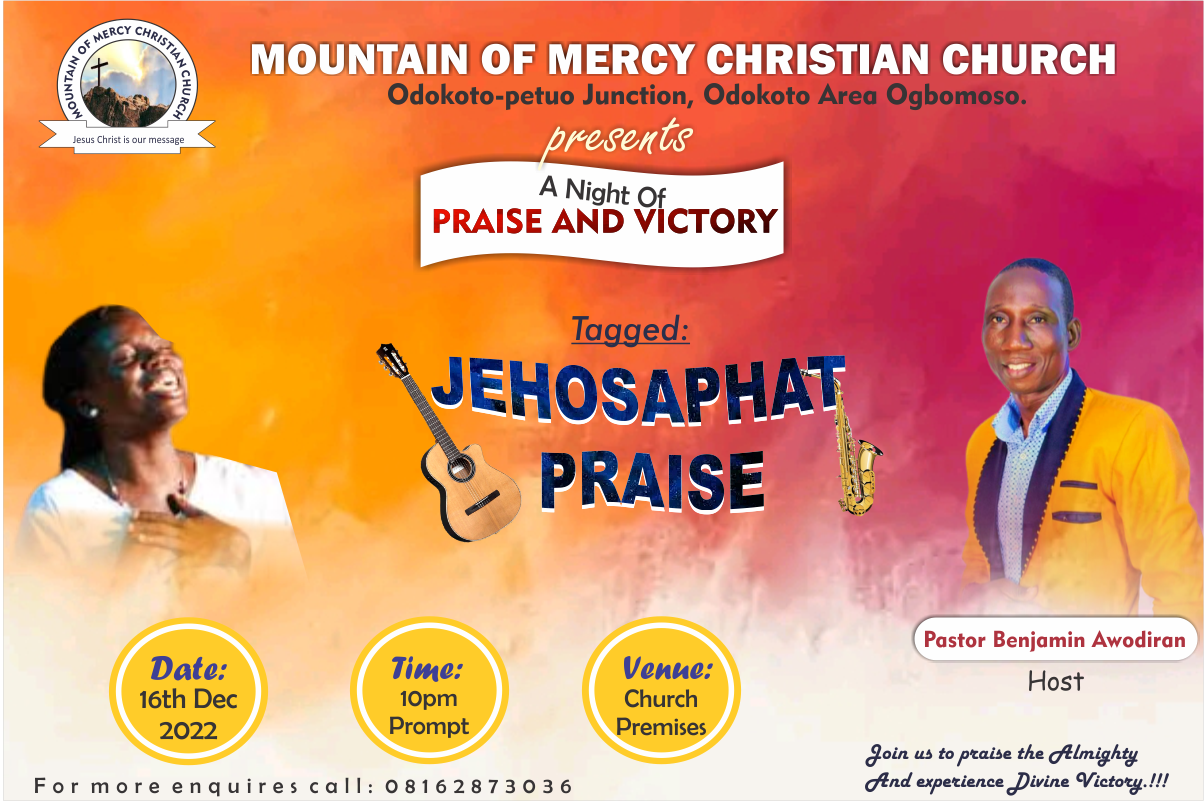 MOUNTAIN OF MERCY CHRISTIAN CHURCH
Jesus Christ is our message
MOUNTAIN OF MERCY CHRISTIAN CHURCH
Odokoto-petuo Junction, Odokoto Area Ogbomoso.
presents
A Night Of
PRAISE AND VICTORY
Tagged:
JEHOSAPHAT
PRAISE
Pastor Benjamin Awodiran
Host
Date:
16th Dec
2022
Time:
10pm
Prompt
Venue:
Church
Premises
Join us to praise the Almighty
And experience Divine Victory.!!!
For more enquires call: 08162873036